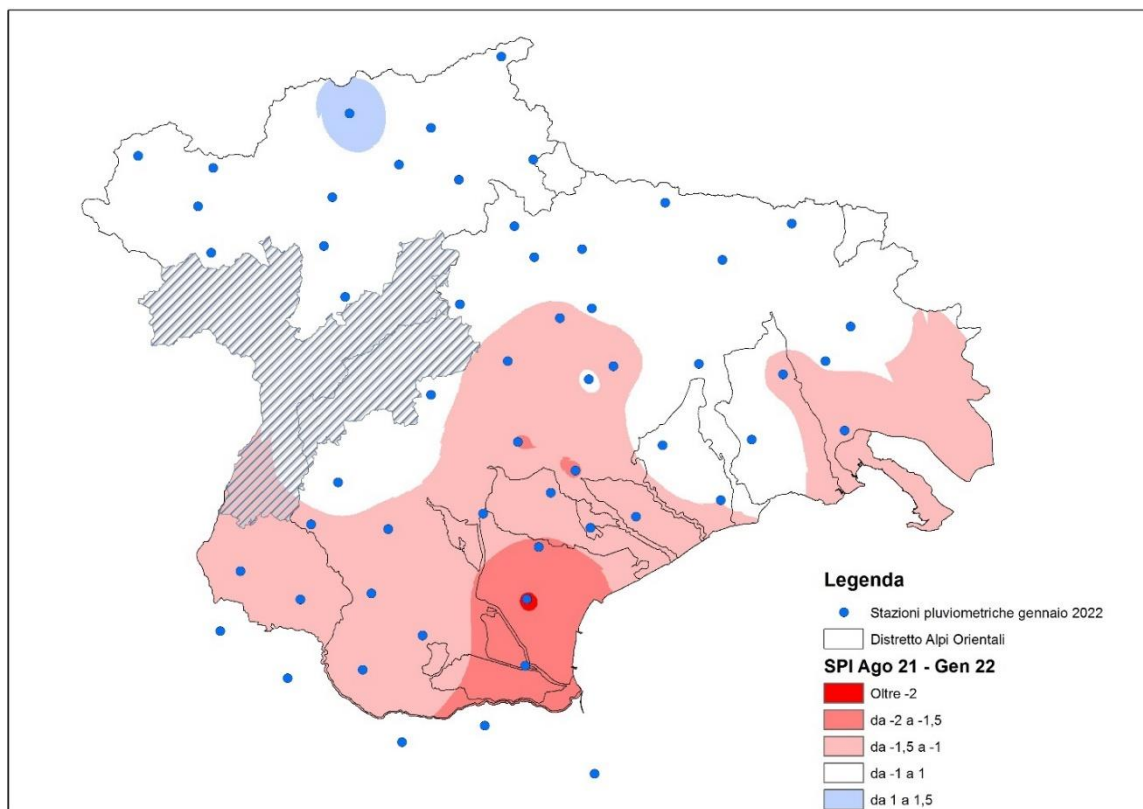 Legenda
Stazioni pluviometriche gennaio 2022
Distretto Alpi Orientali
SPI Ago 21 - Gen 22
Oltre -2
da -2 a -1,5
da -1,5 a -1
da -1 a 1
da 1 a 1,5